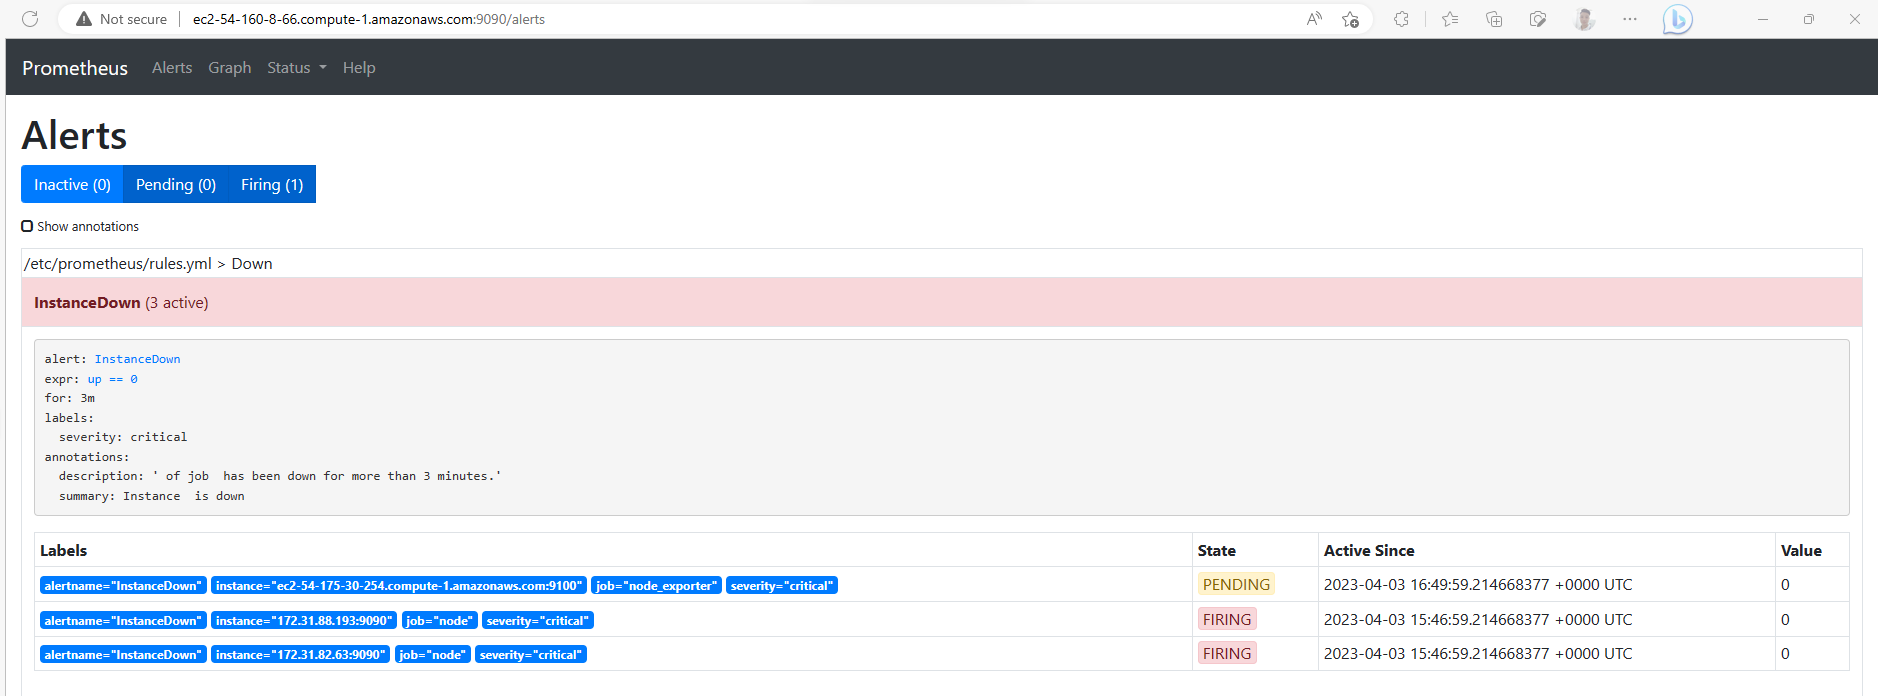 Not secure ec2-54-160-8-66.compute-1.amazonaws.com:9090/alerts
Prometheus Alerts Graph Status Help
Alerts
Inactive (0) Pending (0) Firing (1)
Show annotations
/etc/prometheus/rules.yml > Down
InstanceDown (3 active)
alert: InstanceDown
expr: up == 0
for: 3m
labels:
  severity: critical
annotations:
  description: ' of job  has been down for more than 3 minutes.'
  summary: Instance  is down
Labels State Active Since Value
alertname="InstanceDown" instance="ec2-54-175-30-254.compute-1.amazonaws.com:9100" job="node_exporter" severity="critical" PENDING 2023-04-03 16:49:59.214668377 +0000 UTC 0
alertname="InstanceDown" instance="172.31.88.193:9090" job="node" severity="critical" FIRING 2023-04-03 15:46:59.214668377 +0000 UTC 0
alertname="InstanceDown" instance="172.31.82.63:9090" job="node" severity="critical" FIRING 2023-04-03 15:46:59.214668377 +0000 UTC 0